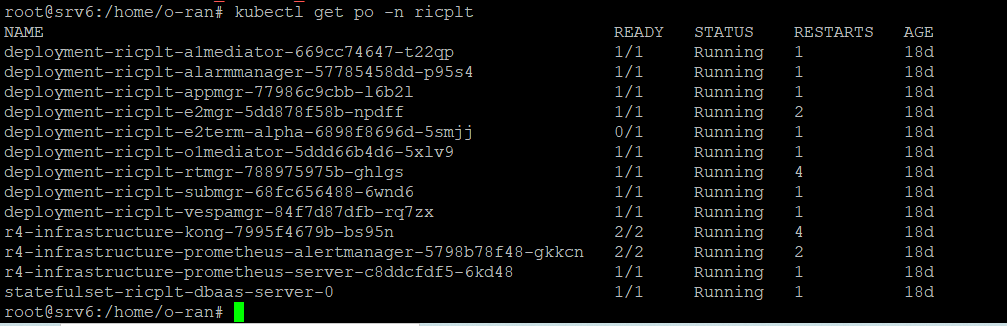 root@srv6:/home/o-ran# kubectl get po -n ricplt
NAME READY STATUS RESTARTS AGE
deployment-ricplt-a1mediator-669cc74647-t22qp 1/1 Running 1 18d
deployment-ricplt-alarmmanager-57785458dd-p95s4 1/1 Running 1 18d
deployment-ricplt-appmgr-77986c9cbb-l6b2l 1/1 Running 1 18d
deployment-ricplt-e2mgr-5dd878f58b-npdff 1/1 Running 2 18d
deployment-ricplt-e2term-alpha-6898f8696d-5smjj 0/1 Running 1 18d
deployment-ricplt-o1mediator-5ddd66b4d6-5xlv9 1/1 Running 1 18d
deployment-ricplt-rtmgr-788975975b-ghlgs 1/1 Running 4 18d
deployment-ricplt-submgr-68fc656488-6wnd6 1/1 Running 1 18d
deployment-ricplt-vespamgr-84f7d87dfb-rq7zx 1/1 Running 1 18d
r4-infrastructure-kong-7995f4679b-bs95n 2/2 Running 4 18d
r4-infrastructure-prometheus-alertmanager-5798b78f48-gkkcn 2/2 Running 2 18d
r4-infrastructure-prometheus-server-c8ddcfdf5-6kd48 1/1 Running 1 18d
statefulset-ricplt-dbaas-server-0 1/1 Running 1 18d
root@srv6:/home/o-ran#